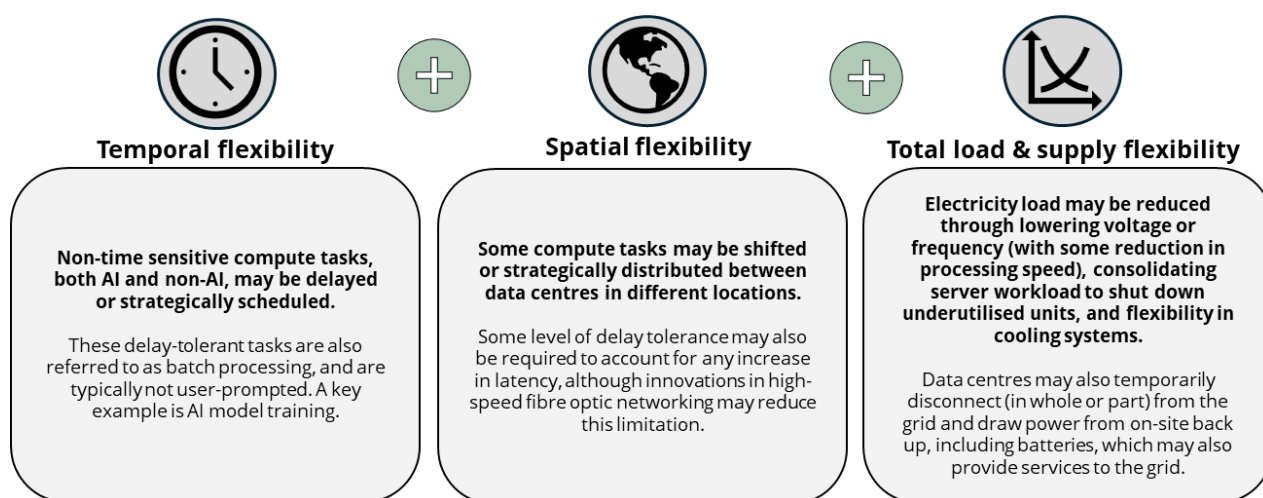 Temporal flexibility
Non-time sensitive compute tasks,
both AI and non-AI, may be delayed
or strategically scheduled.
These delay-tolerant tasks are also
referred to as batch processing, and are
typically not user-prompted. A key
example is AI model training.
Spatial flexibility
Some compute tasks may be shifted
or strategically distributed between
data centres in different locations.
Some level of delay tolerance may also
be required to account for any increase
in latency, although innovations in high-
speed fibre optic networking may reduce
this limitation.
Total load & supply flexibility
Electricity load may be reduced
through lowering voltage or
frequency (with some reduction in
processing speed), consolidating
server workload to shut down
underutilised units, and flexibility in
cooling systems.
Data centres may also temporarily
disconnect (in whole or part) from the
grid and draw power from on-site back
up, including batteries, which may also
provide services to the grid.